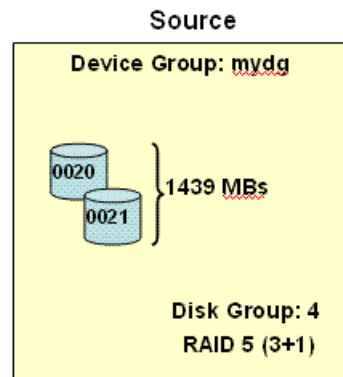 Source
Device Group: mydg
0020
0021
1439 MBs
Disk Group: 4
RAID 5 (3+1)